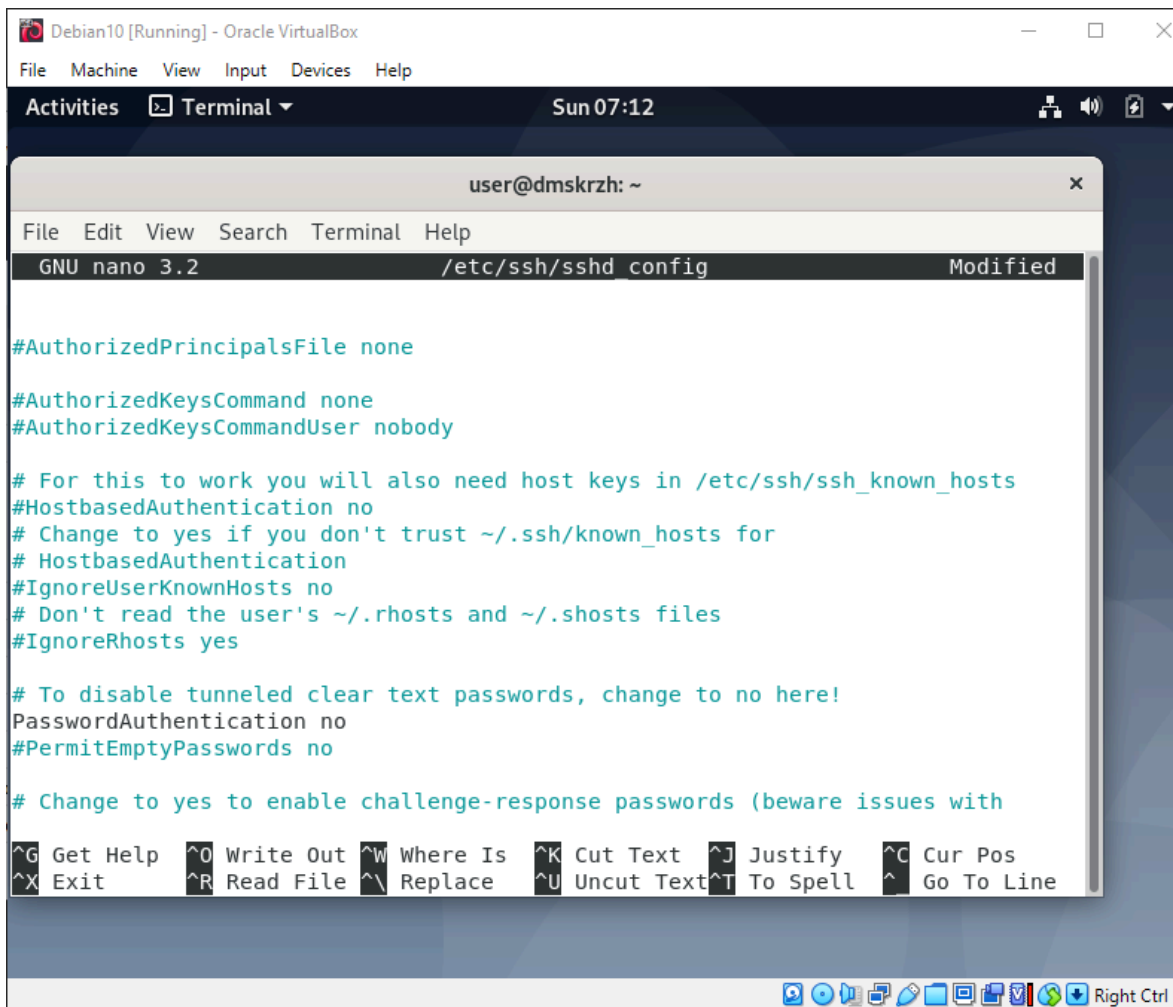 Debian10 [Running] - Oracle VirtualBox
File Machine View Input Devices Help
Activities Terminal Sun 07:12
user@dmskrzh: ~
File Edit View Search Terminal Help
GNU nano 3.2 /etc/ssh/sshd_config Modified
#AuthorizedPrincipalsFile none
#AuthorizedKeysCommand none
#AuthorizedKeysCommandUser nobody
# For this to work you will also need host keys in /etc/ssh/ssh_known_hosts
#HostbasedAuthentication no
# Change to yes if you don't trust ~/.ssh/known_hosts for
# HostbasedAuthentication
#IgnoreUserKnownHosts no
# Don't read the user's ~/.rhosts and ~/.shosts files
#IgnoreRhosts yes
# To disable tunneled clear text passwords, change to no here!
PasswordAuthentication no
#PermitEmptyPasswords no
# Change to yes to enable challenge-response passwords (beware issues with
^G Get Help ^O Write Out ^W Where Is ^K Cut Text ^J Justify ^C Cur Pos
^X Exit ^R Read File ^\ Replace ^U Uncut Text ^T To Spell ^_ Go To Line
Right Ctrl